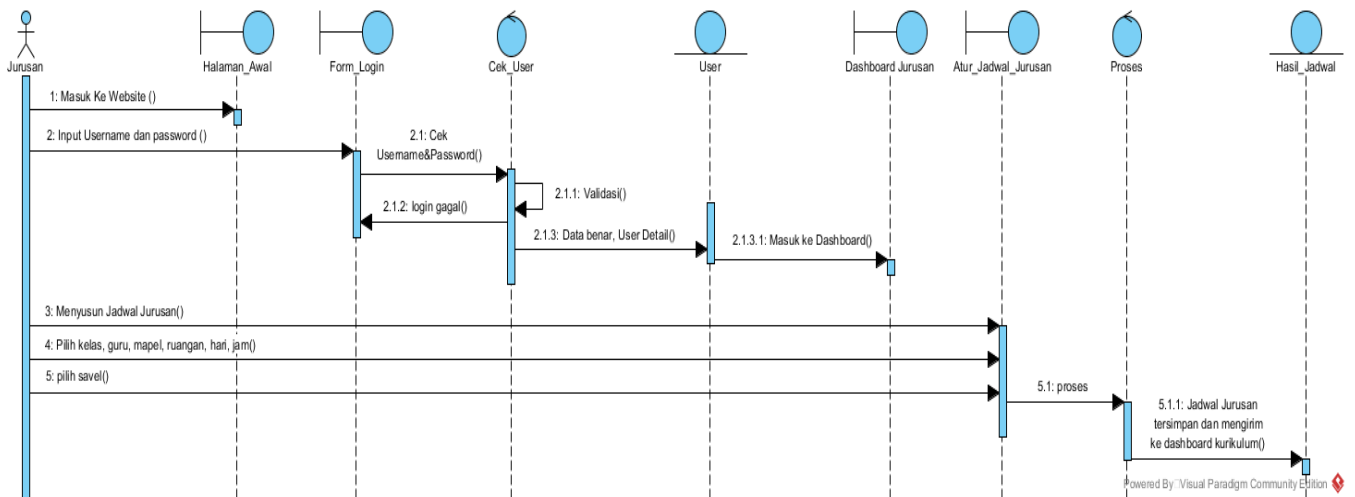 Jurusan
Halaman_Awal
Form_Login
Cek_User
User
Dashboard Jurusan
Atur_Jadwal_Jurusan
Proses
Hasil_Jadwal
1: Masuk Ke Website ()
2: Input Username dan password ()
2.1: Cek
Username&Password()
2.1.1: Validasi()
2.1.2: login gagal()
2.1.3: Data benar, User Detail()
2.1.3.1: Masuk ke Dashboard()
3: Menyusun Jadwal Jurusan()
4: Pilih kelas, guru, mapel, ruangan, hari, jam()
5: pilih savel()
5.1: proses
5.1.1: Jadwal Jurusan
tersimpan dan mengirim
ke dashboard kurikulum()
Powered By Visual Paradigm Community Edition